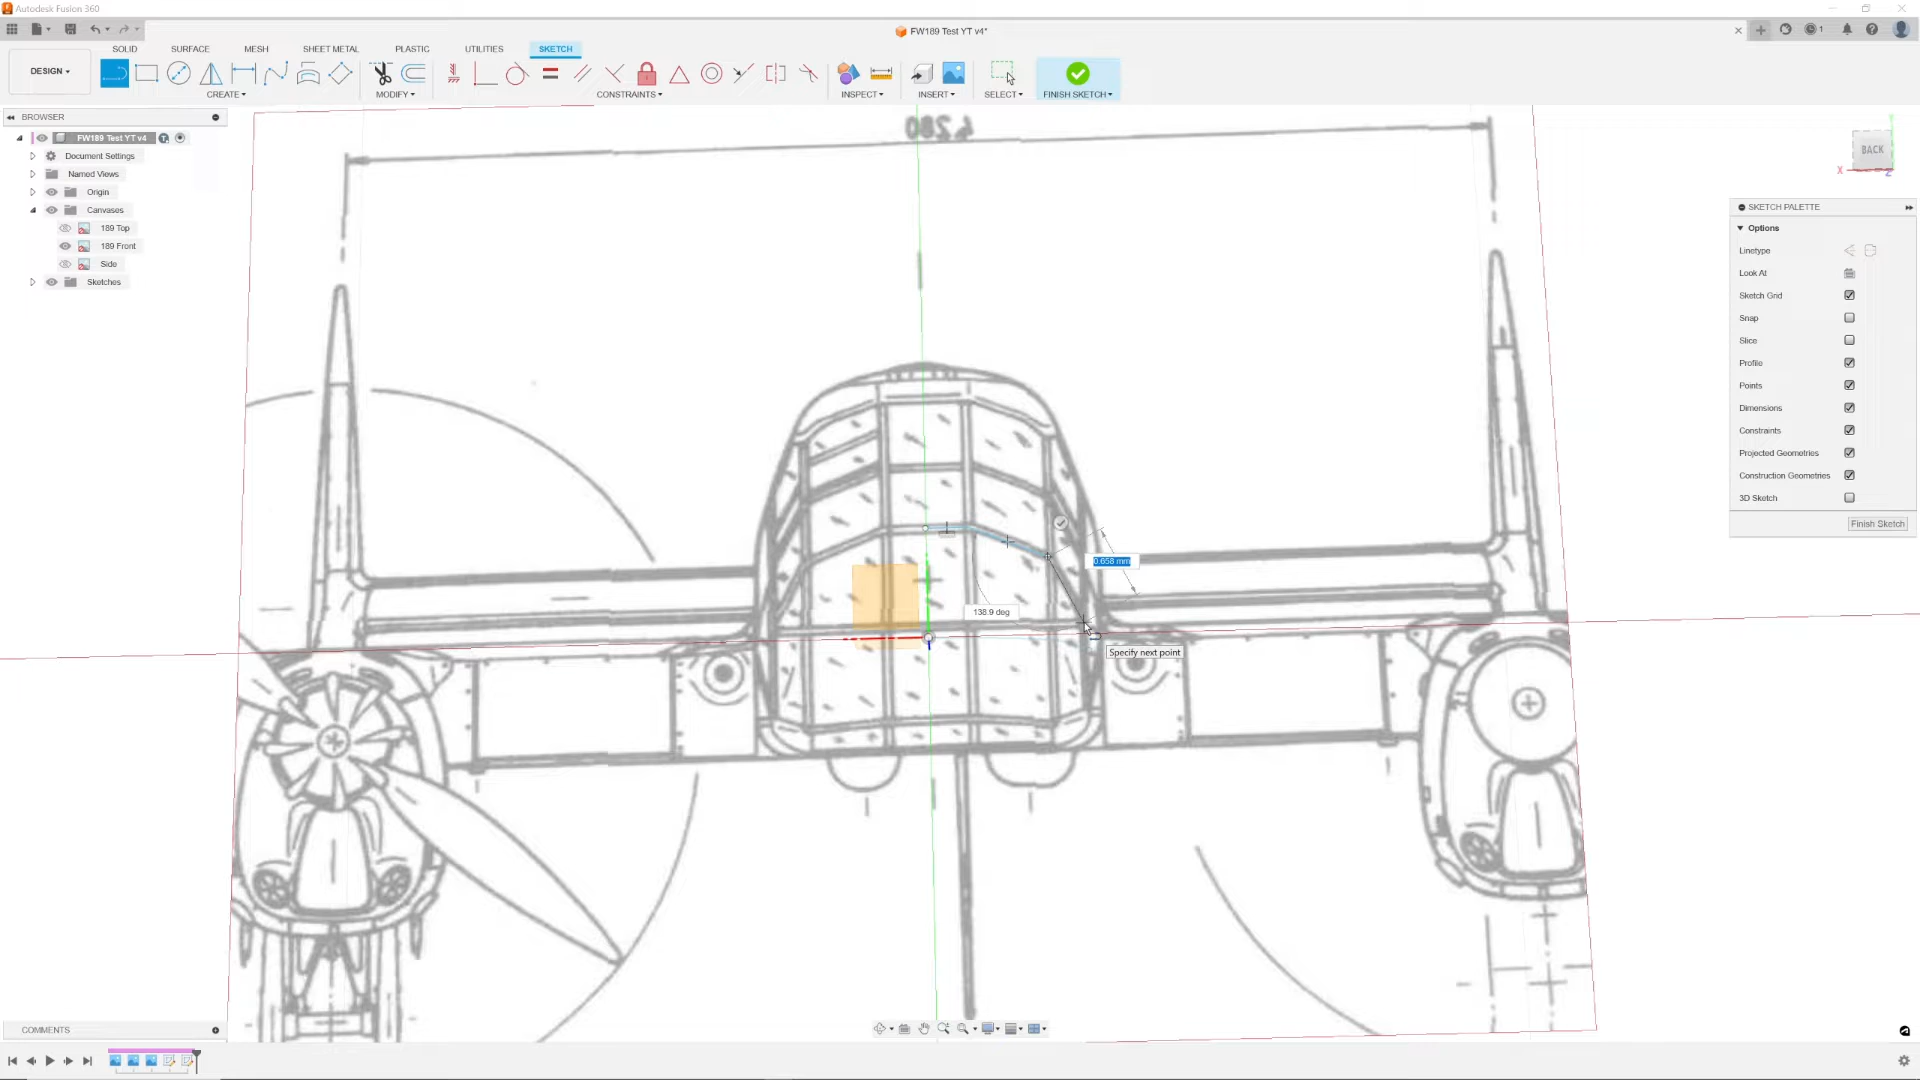 Autodesk Fusion 360
FW189 Test YT v4*
1
DESIGN
SOLID
SURFACE
MESH
SHEET METAL
PLASTIC
UTILITIES
SKETCH
CREATE
MODIFY
CONSTRAINTS
INSPECT
INSERT
SELECT
FINISH SKETCH
BROWSER
FW189 Test YT v4
Document Settings
Named Views
Origin
Canvases
189 Top
189 Front
Side
Sketches
4.280
BACK
X
Z
SKETCH PALETTE
Options
Linetype
Look At
Sketch Grid
Snap
Slice
Profile
Points
Dimensions
Constraints
Projected Geometries
Construction Geometries
3D Sketch
Finish Sketch
0.658 mm
138.9 deg
Specify next point
COMMENTS